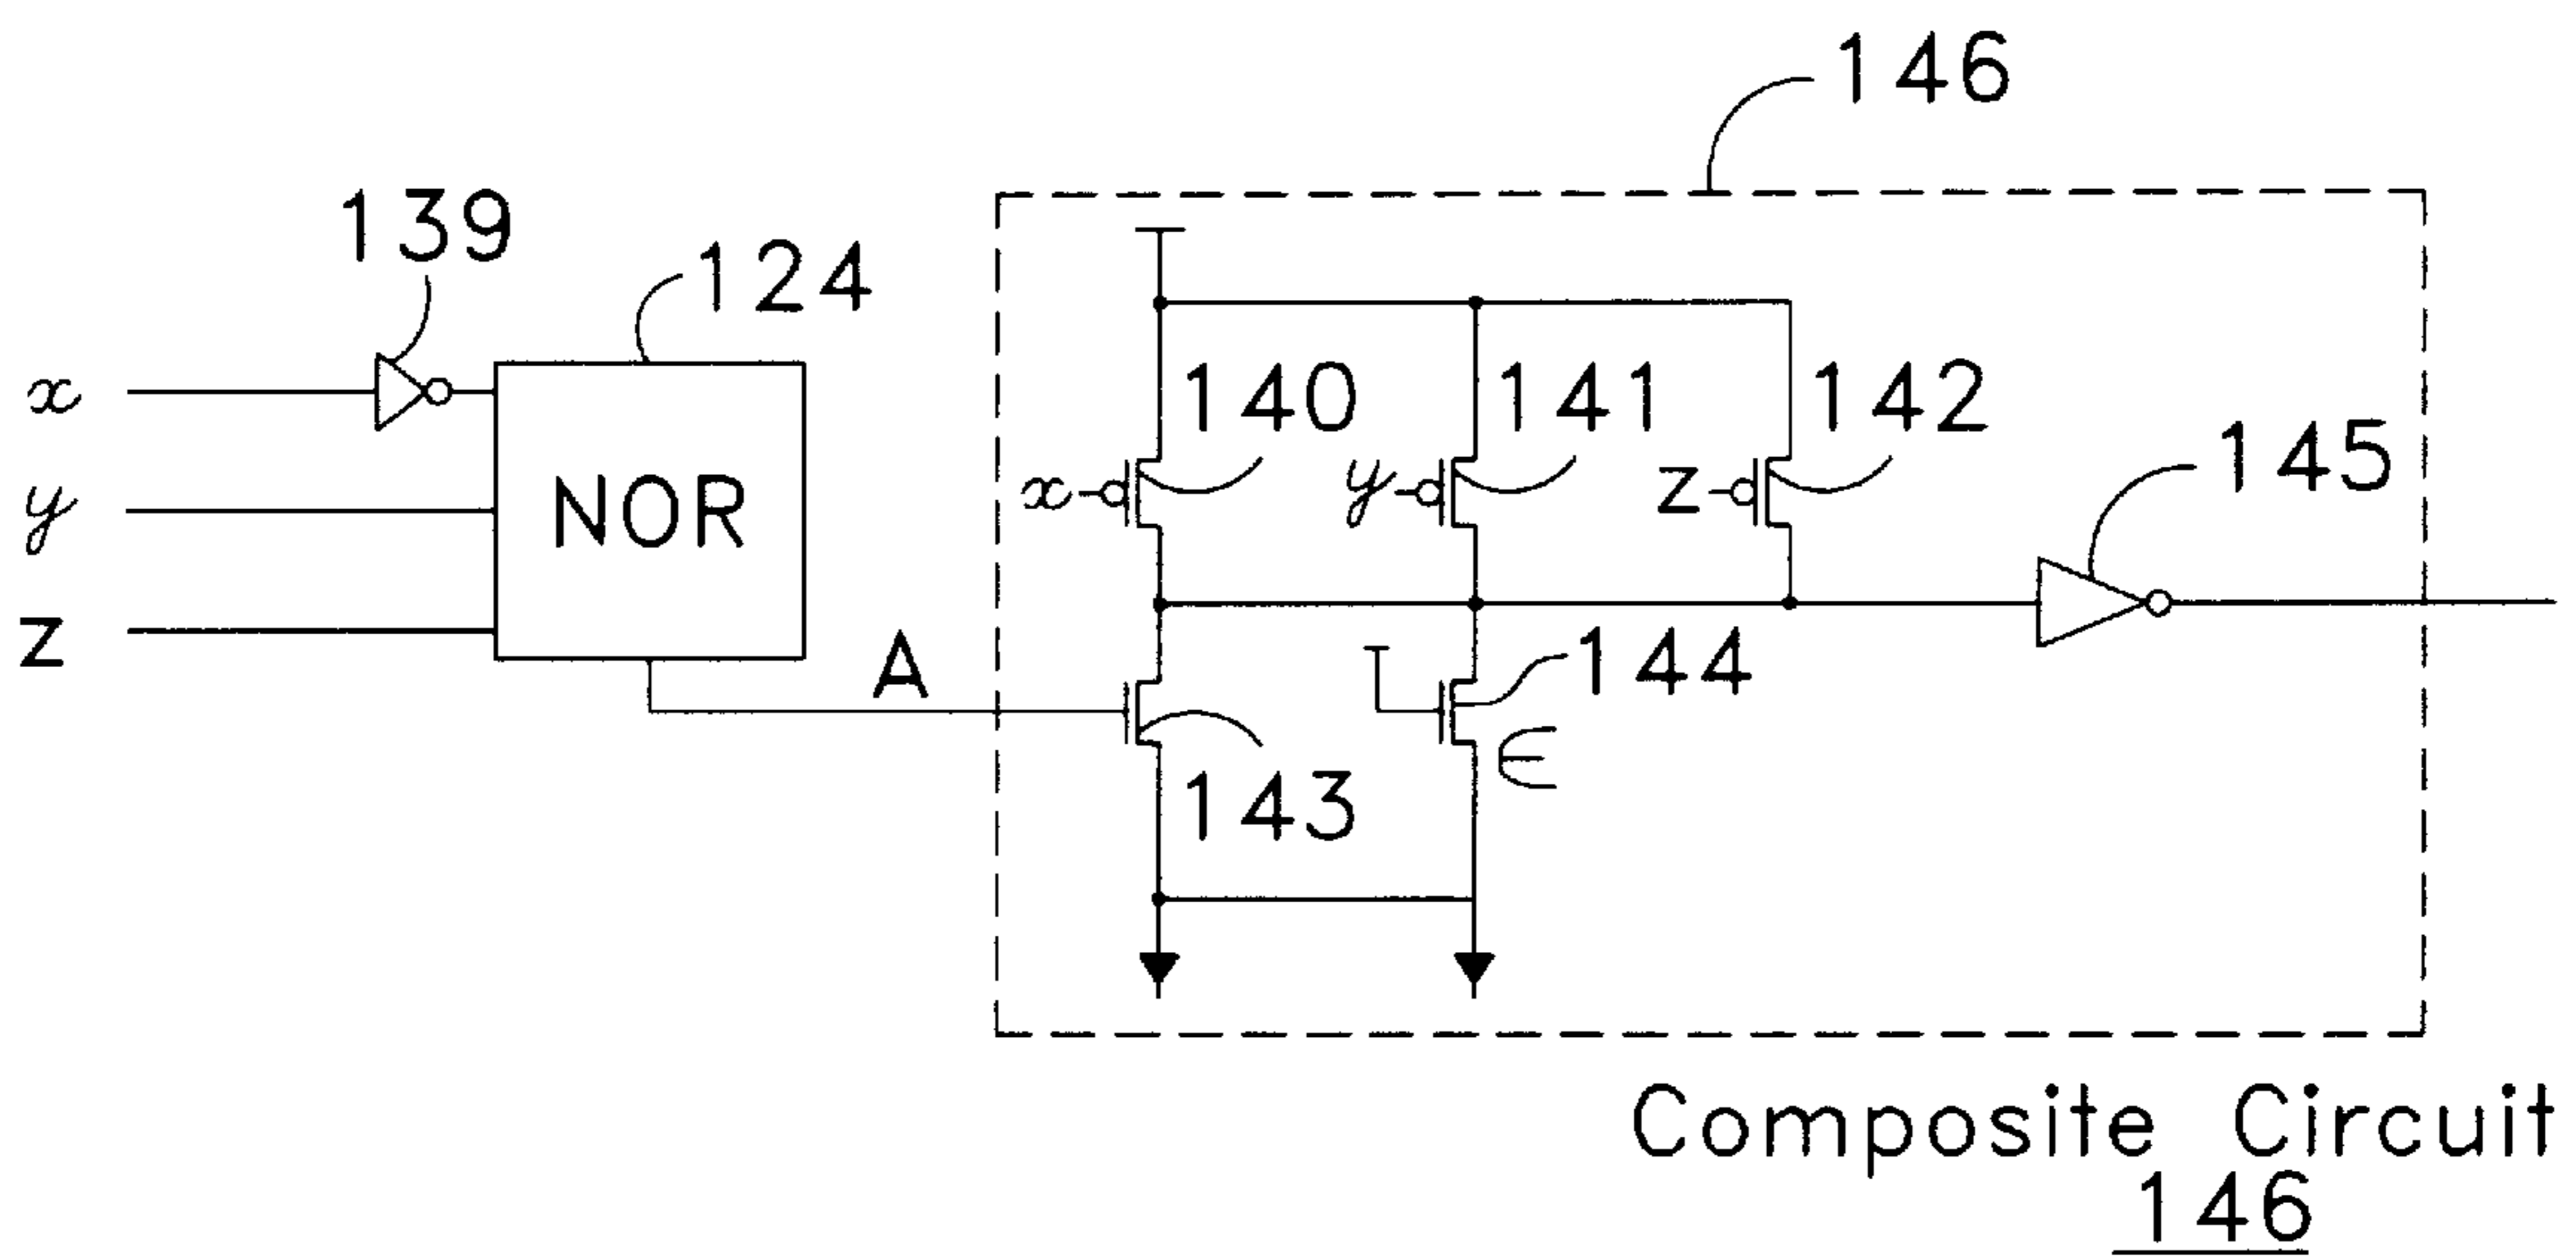 146
139
124
x
140
141
142
145
y
NOR
x
y
z
z
A
144
∈
143
Composite Circuit
146